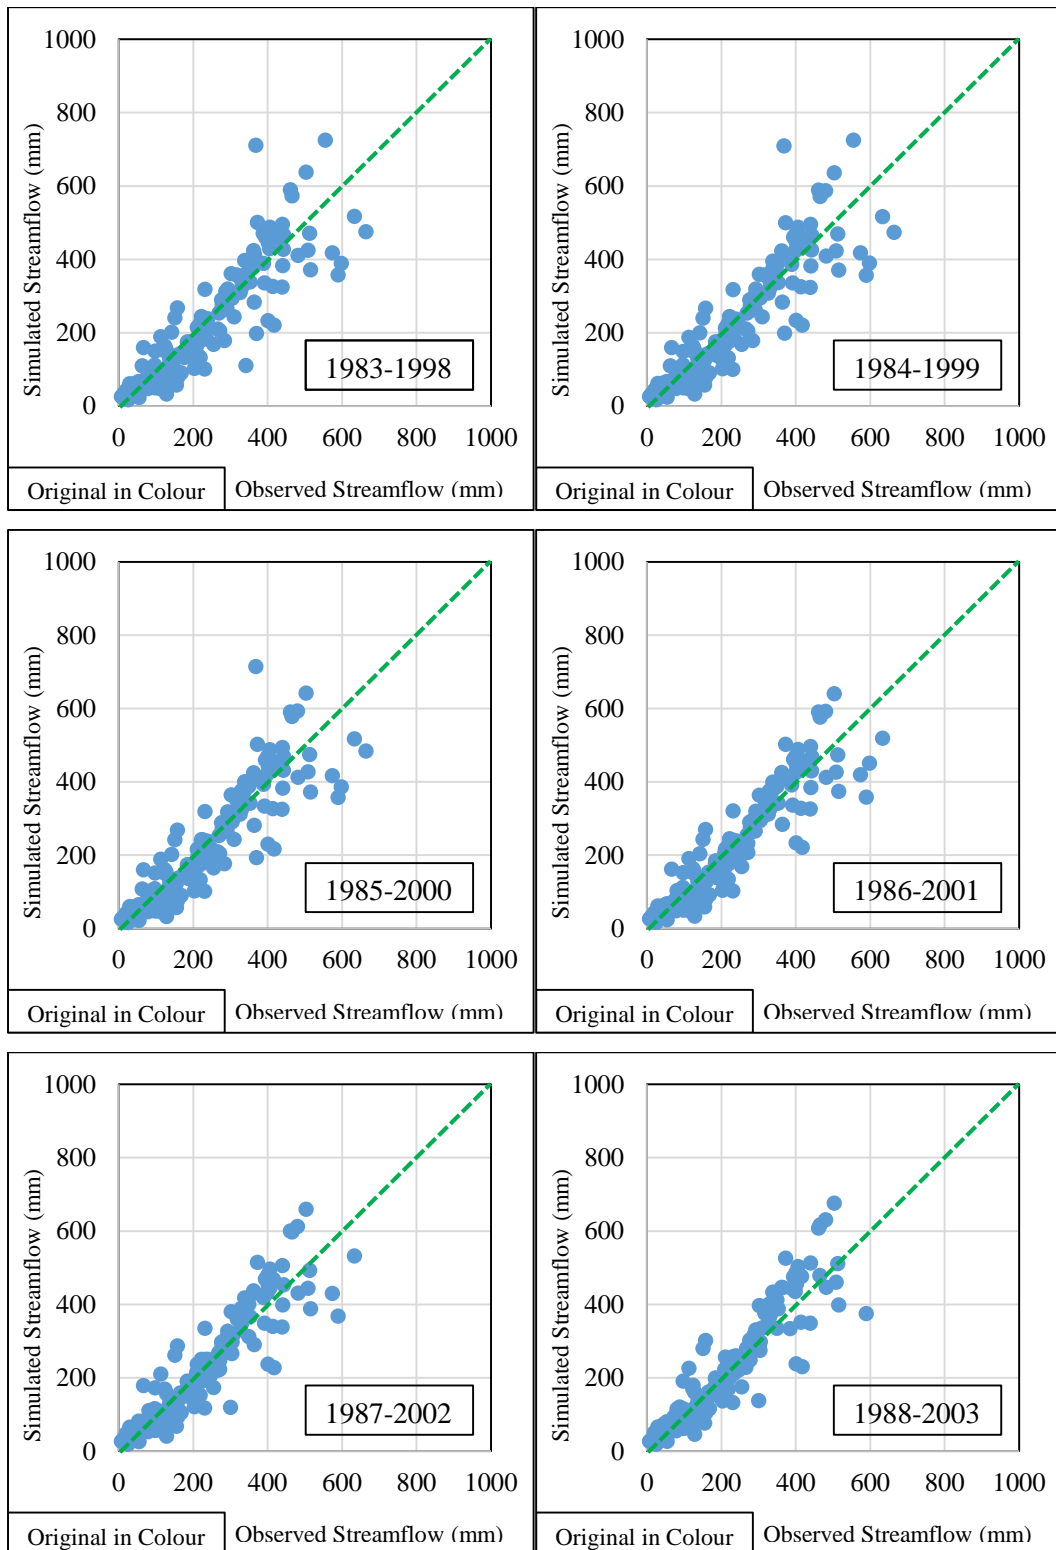 1000
800
600
400
200
0
Simulated Streamflow (mm)
1983-1998
0 200 400 600 800 1000
Original in Colour
Observed Streamflow (mm)
1000
800
600
400
200
0
Simulated Streamflow (mm)
1984-1999
0 200 400 600 800 1000
Original in Colour
Observed Streamflow (mm)
1000
800
600
400
200
0
Simulated Streamflow (mm)
1985-2000
0 200 400 600 800 1000
Original in Colour
Observed Streamflow (mm)
1000
800
600
400
200
0
Simulated Streamflow (mm)
1986-2001
0 200 400 600 800 1000
Original in Colour
Observed Streamflow (mm)
1000
800
600
400
200
0
Simulated Streamflow (mm)
1987-2002
0 200 400 600 800 1000
Original in Colour
Observed Streamflow (mm)
1000
800
600
400
200
0
Simulated Streamflow (mm)
1988-2003
0 200 400 600 800 1000
Original in Colour
Observed Streamflow (mm)